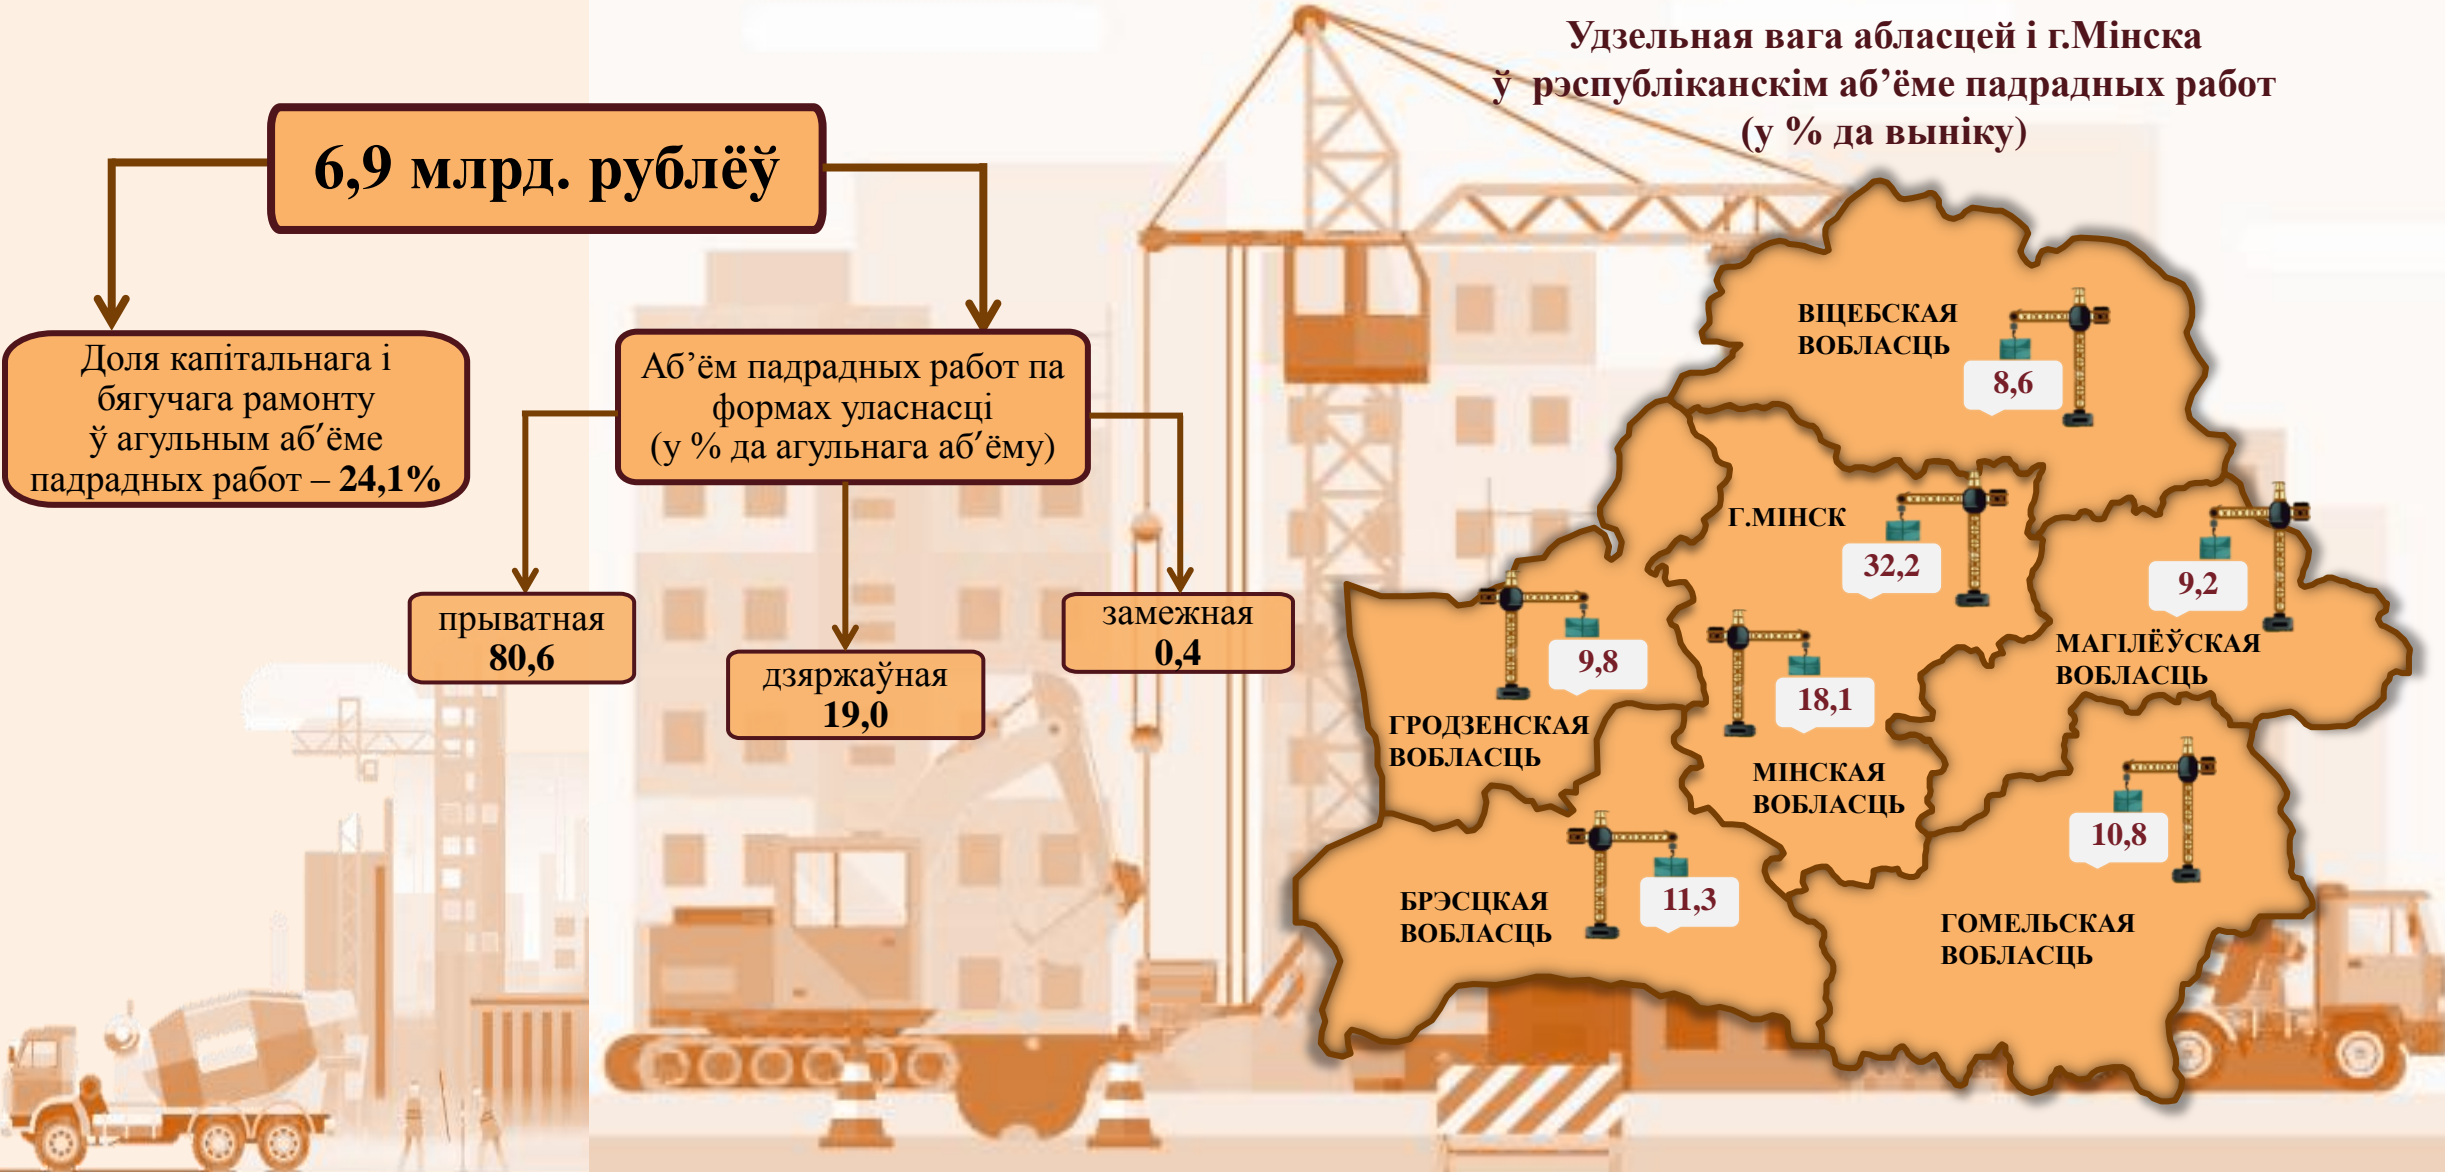 Удзельная вага абласцей і г.Мінска
ў рэспубліканскім аб’ёме падрадных работ
(у % да выніку)
6,9 млрд. рублёў
Доля капітальнага і
бягучага рамонту
ў агульным аб′ёме
падрадных работ – 24,1%
Аб’ём падрадных работ па
формах уласнасці
(у % да агульнага аб′ёму)
прыватная
80,6
дзяржаўная
19,0
замежная
0,4
ВІЦЕБСКАЯ
ВОБЛАСЦЬ
8,6
Г.МІНСК
32,2
9,2
МАГІЛЁЎСКАЯ
ВОБЛАСЦЬ
9,8
ГРОДЗЕНСКАЯ
ВОБЛАСЦЬ
18,1
МІНСКАЯ
ВОБЛАСЦЬ
10,8
ГОМЕЛЬСКАЯ
ВОБЛАСЦЬ
11,3
БРЭСЦКАЯ
ВОБЛАСЦЬ